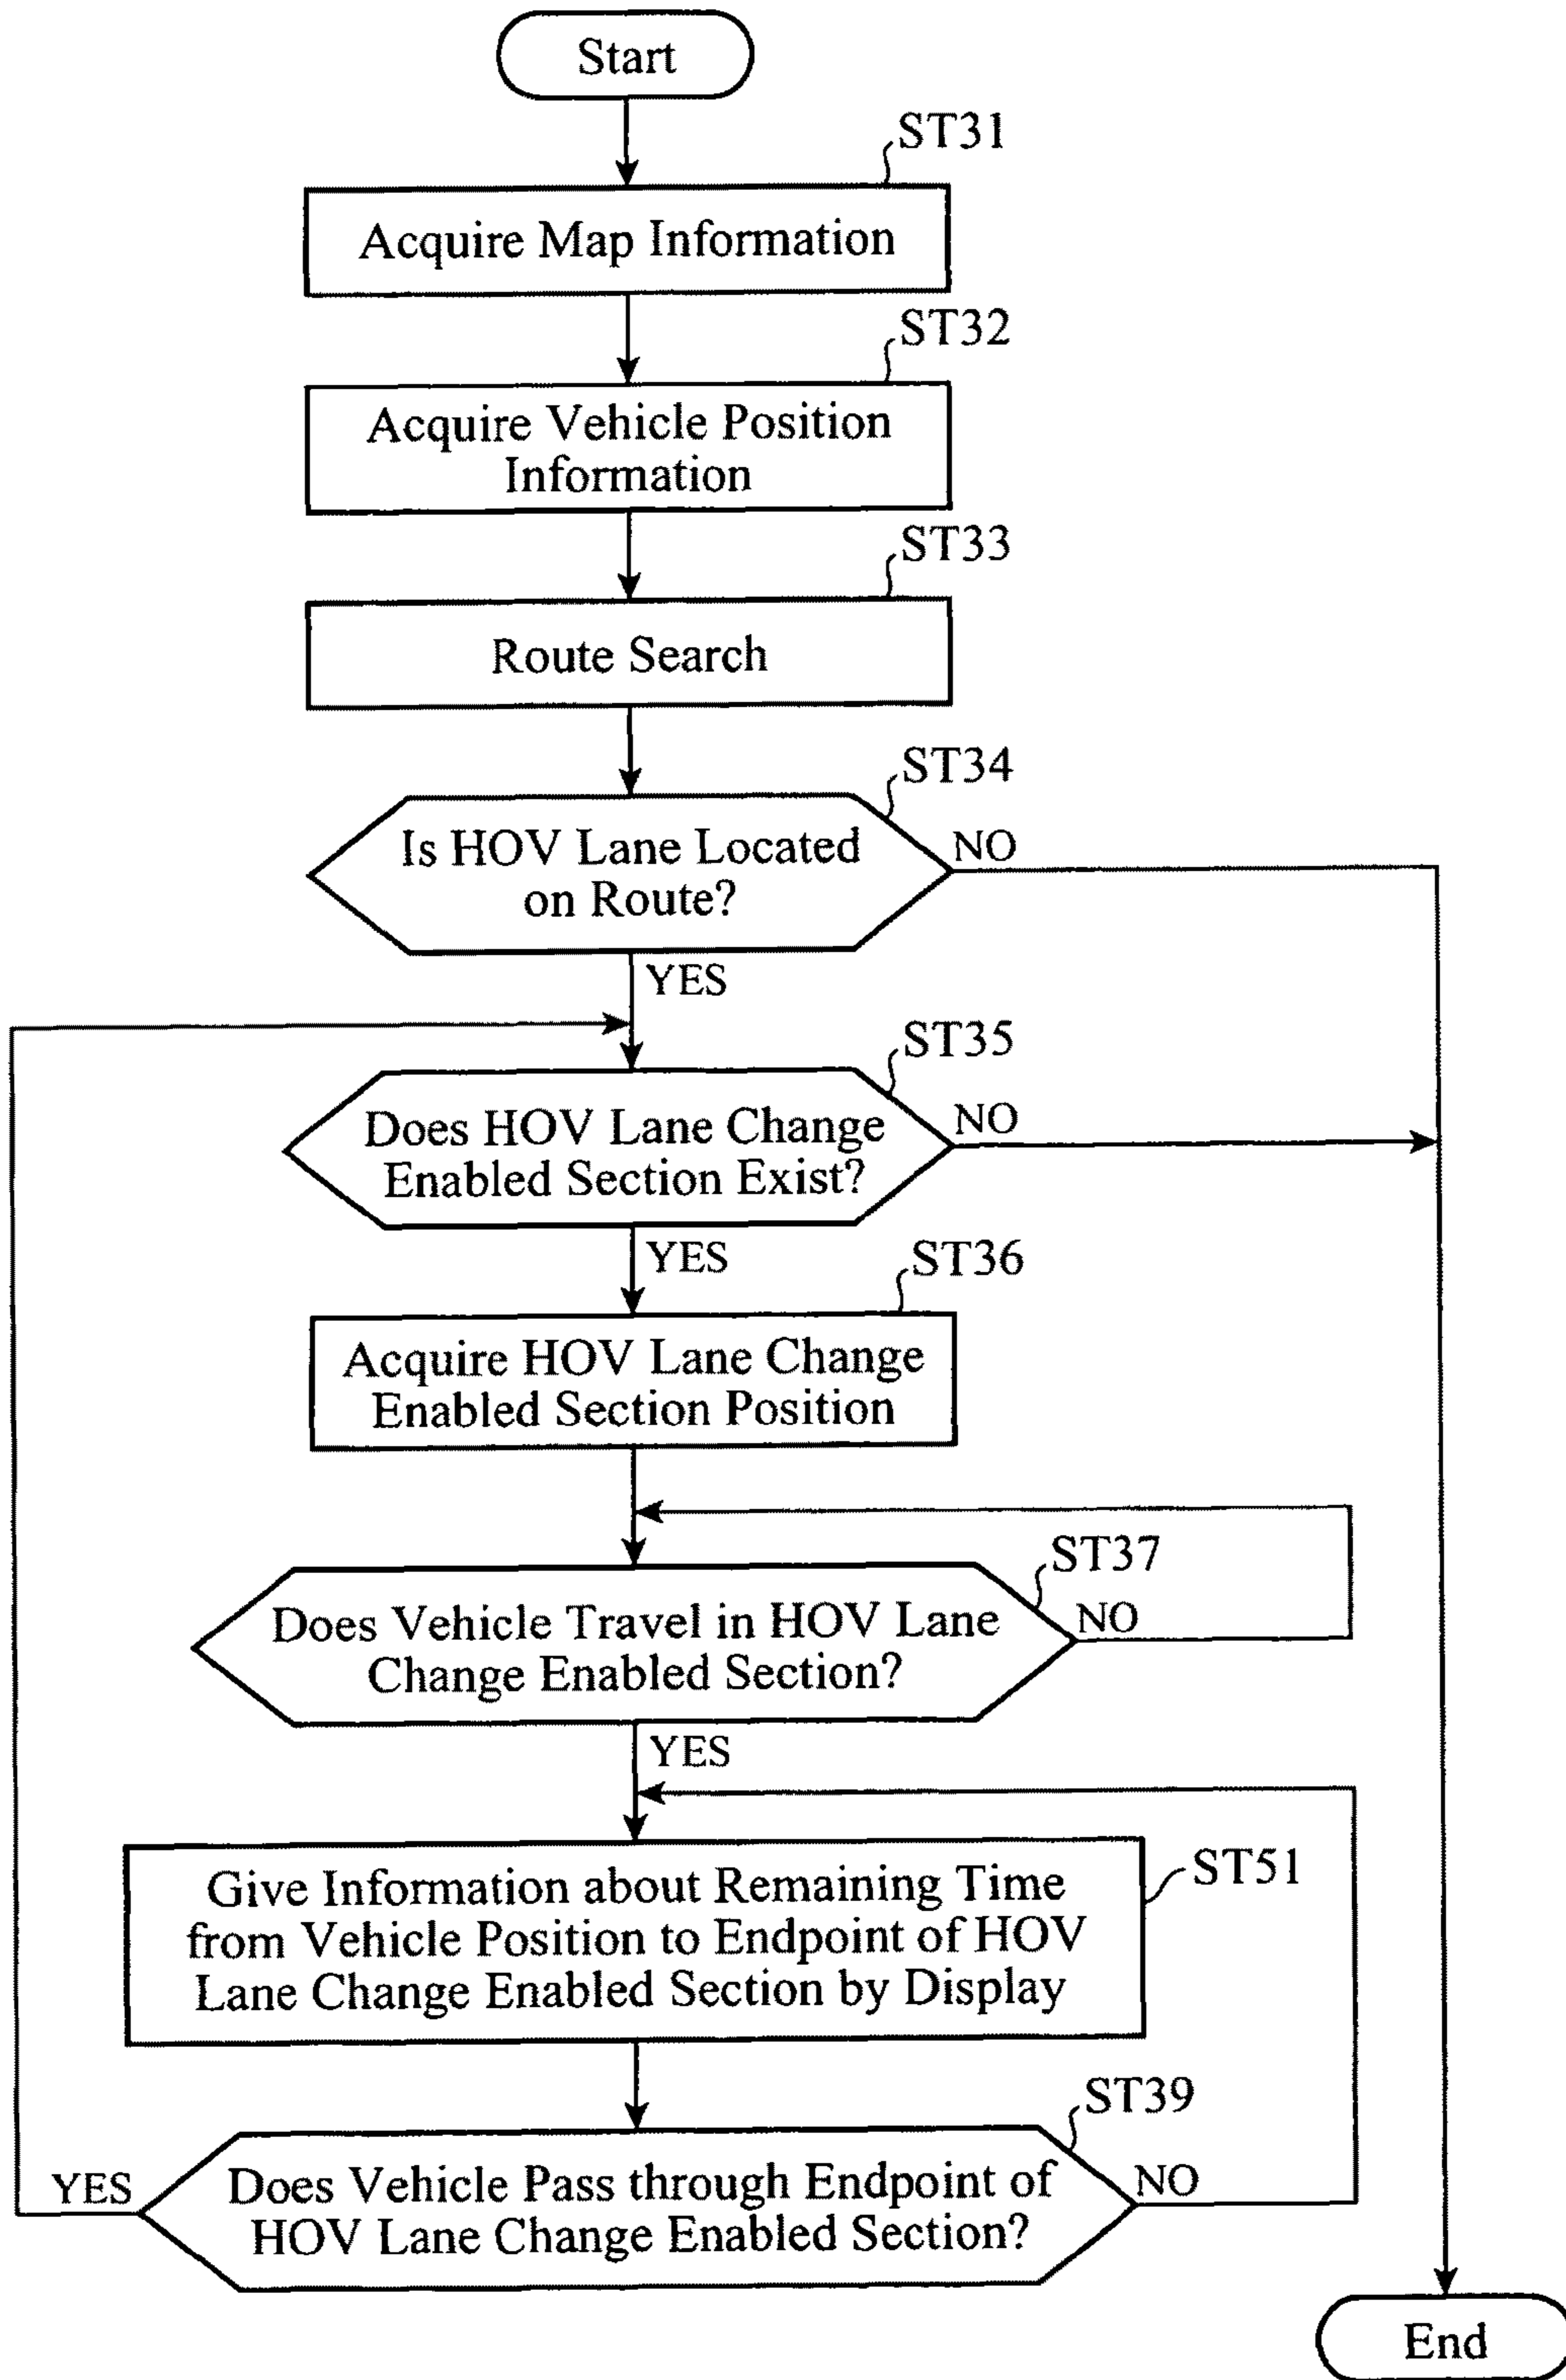 Start
ST31
Acquire Map Information
ST32
Acquire Vehicle Position
Information
ST33
Route Search
ST34
Is HOV Lane Located
on Route?
NO
YES
ST35
Does HOV Lane Change
Enabled Section Exist?
NO
YES
ST36
Acquire HOV Lane Change
Enabled Section Position
ST37
Does Vehicle Travel in HOV Lane
Change Enabled Section?
NO
YES
ST51
Give Information about Remaining Time
from Vehicle Position to Endpoint of HOV
Lane Change Enabled Section by Display
ST39
YES
Does Vehicle Pass through Endpoint of
HOV Lane Change Enabled Section?
NO
End